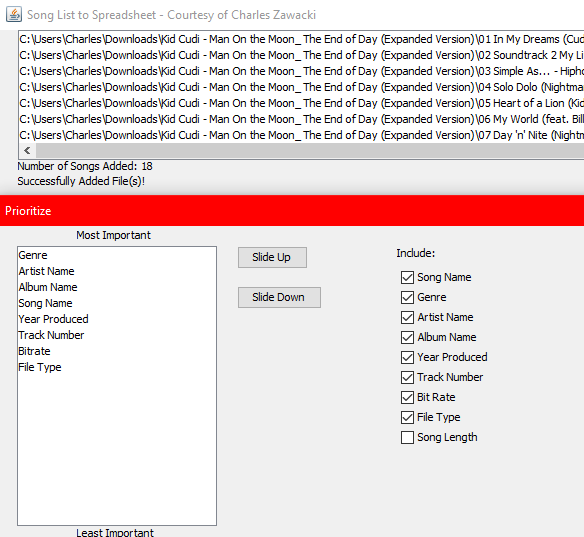 Song List to Spreadsheet - Courtesy of Charles Zawacki
C:\Users\Charles\Downloads\Kid Cudi - Man On the Moon_ The End of Day (Expanded Version)\01 In My Dreams (Cud
C:\Users\Charles\Downloads\Kid Cudi - Man On the Moon_ The End of Day (Expanded Version)\02 Soundtrack 2 My Li
C:\Users\Charles\Downloads\Kid Cudi - Man On the Moon_ The End of Day (Expanded Version)\03 Simple As... - Hipho
C:\Users\Charles\Downloads\Kid Cudi - Man On the Moon_ The End of Day (Expanded Version)\04 Solo Dolo (Nightmar
C:\Users\Charles\Downloads\Kid Cudi - Man On the Moon_ The End of Day (Expanded Version)\05 Heart of a Lion (Kid
C:\Users\Charles\Downloads\Kid Cudi - Man On the Moon_ The End of Day (Expanded Version)\06 My World (feat. Bill
C:\Users\Charles\Downloads\Kid Cudi - Man On the Moon_ The End of Day (Expanded Version)\07 Day 'n' Nite (Nightm
Number of Songs Added: 18
Successfully Added File(s)!
Prioritize
Most Important
Genre
Artist Name
Album Name
Song Name
Year Produced
Track Number
Bitrate
File Type
Least Important
Slide Up
Slide Down
Include:
Song Name
Genre
Artist Name
Album Name
Year Produced
Track Number
Bit Rate
File Type
Song Length